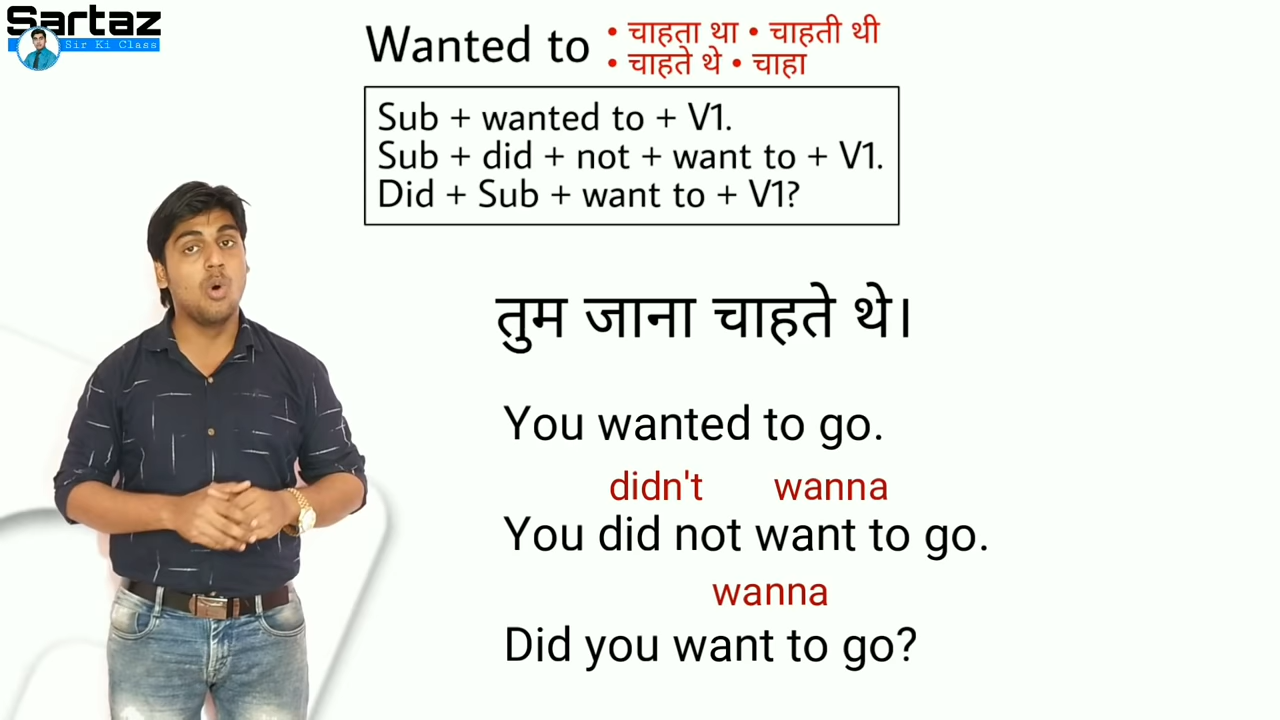 Sartaz
Sir Ki Class
Wanted to • चाहता था • चाहती थी
• चाहते थे • चाहा
Sub + wanted to + V1.
Sub + did + not + want to + V1.
Did + Sub + want to + V1?
तुम जाना चाहते थे।
You wanted to go.
didn't wanna
You did not want to go.
wanna
Did you want to go?